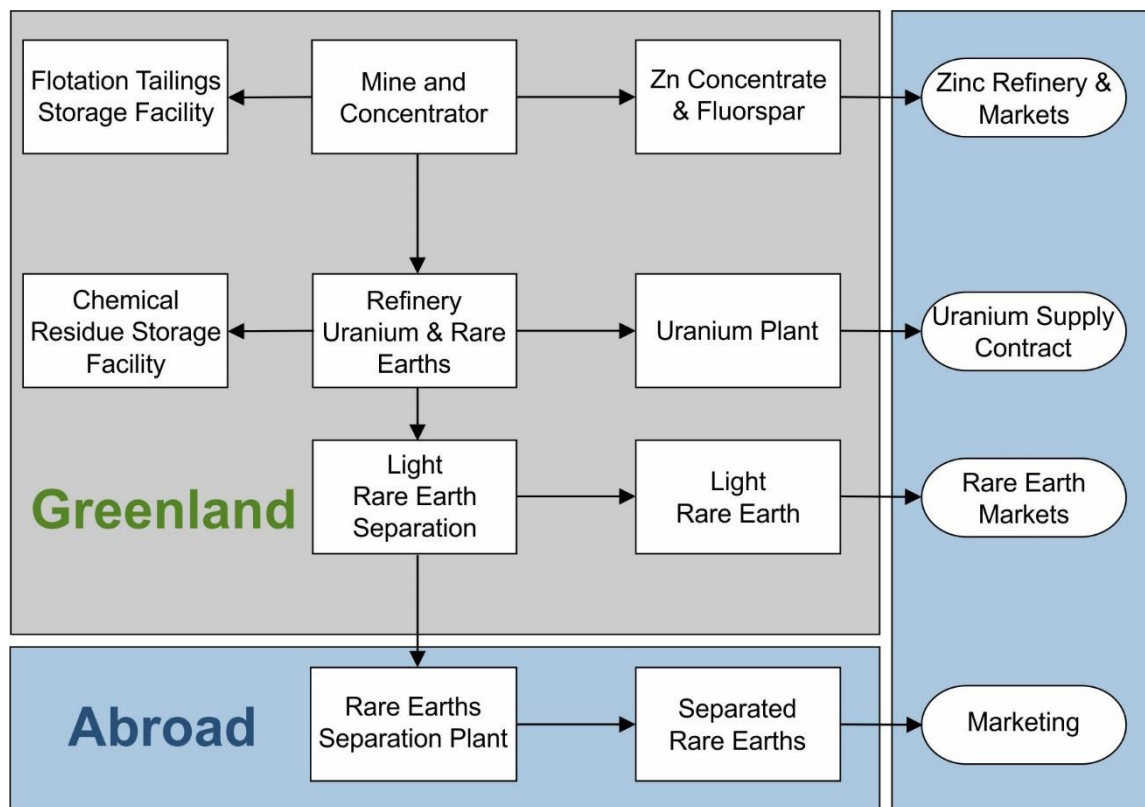 Flotation Tailings
Storage Facility
Mine and
Concentrator
Zn Concentrate
& Fluorspar
Zinc Refinery &
Markets
Chemical
Residue Storage
Facility
Refinery
Uranium & Rare
Earths
Uranium Plant
Uranium Supply
Contract
Greenland
Light
Rare Earth
Separation
Light
Rare Earth
Rare Earth
Markets
Abroad
Rare Earths
Separation Plant
Separated
Rare Earths
Marketing